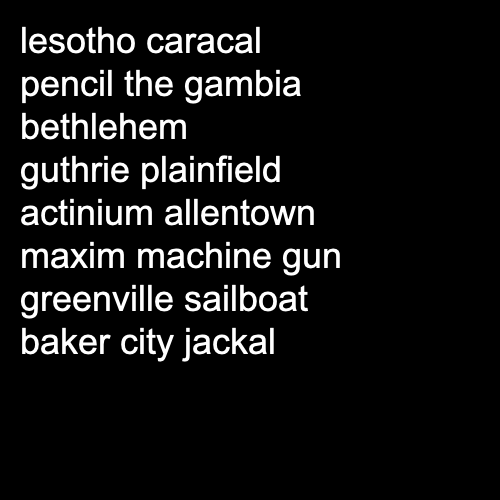 lesotho caracal
pencil the gambia
bethlehem
guthrie plainfield
actinium allentown
maxim machine gun
greenville sailboat
baker city jackal